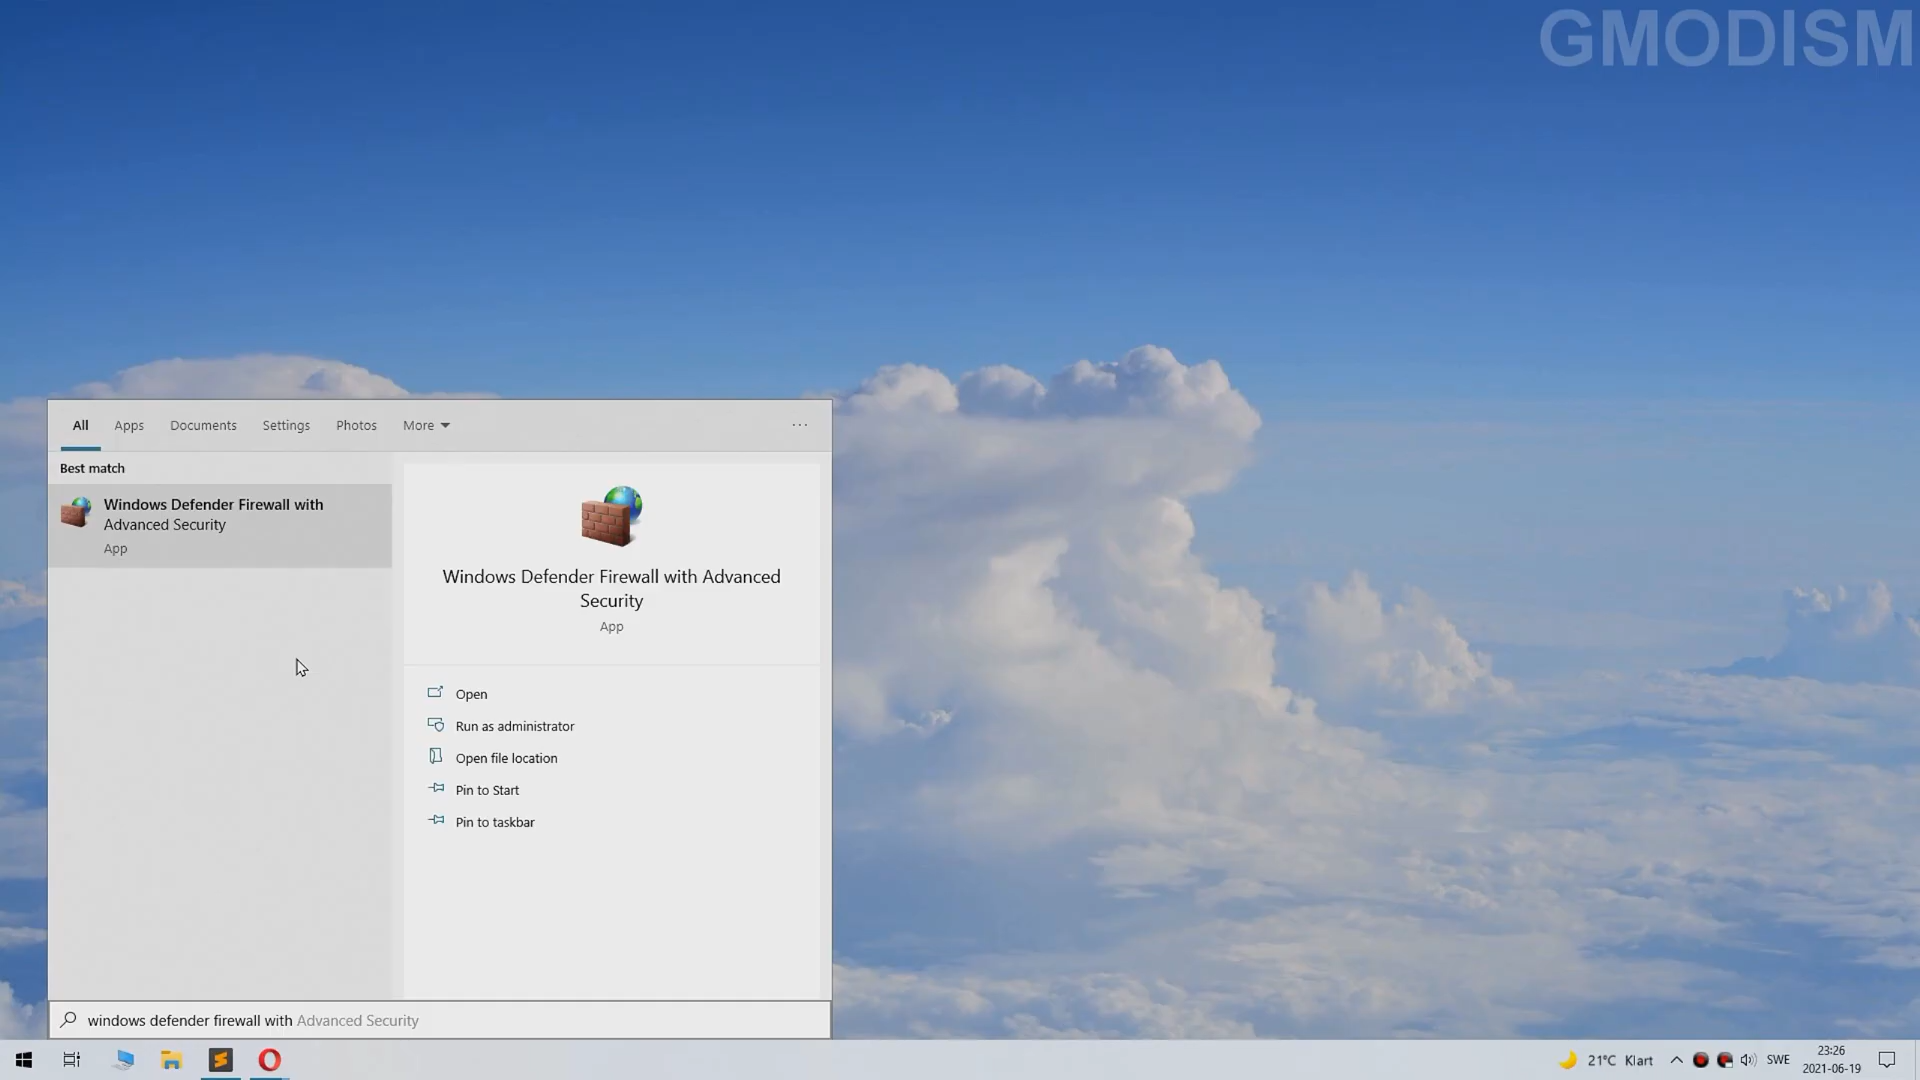 GMODISM
All Apps Documents Settings Photos More ...
Best match
Windows Defender Firewall with
Advanced Security
App
Windows Defender Firewall with Advanced
Security
App
Open
Run as administrator
Open file location
Pin to Start
Pin to taskbar
windows defender firewall with Advanced Security
21°C Klart SWE 23:26
2021-06-19